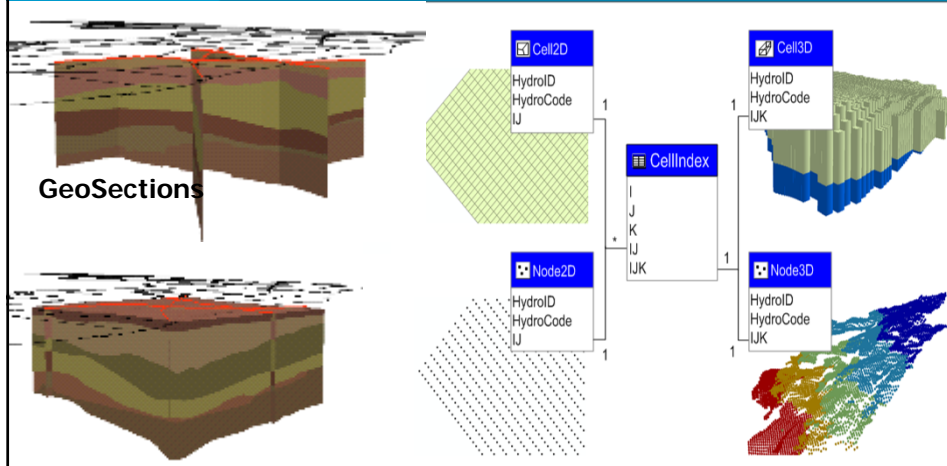 GeoSections
Cell2D
HydroID
HydroCode
IJ
1
Cell3D
HydroID
HydroCode
IJK
1
CellIndex
I
J
K
IJ
IJK
*
1
Node2D
HydroID
HydroCode
IJ
1
Node3D
HydroID
HydroCode
IJK
1